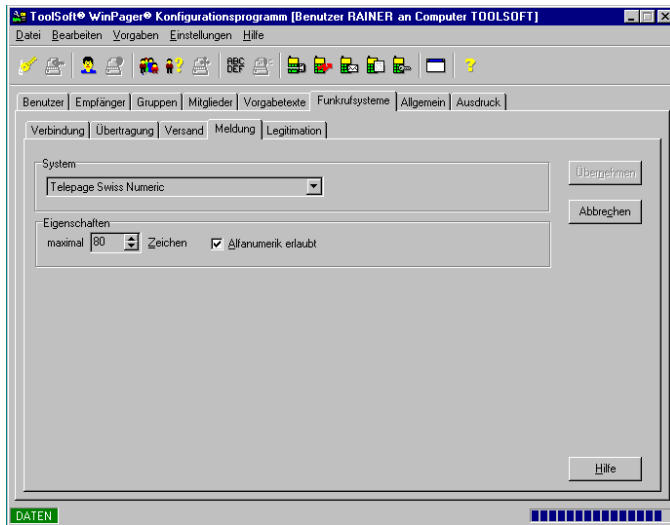 ToolSoft® WinPager® Konfigurationsprogramm [Benutzer RAINER an Computer TOOLSOFT]
Datei Bearbeiten Vorgaben Einstellungen Hilfe
ABC
DEF
Benutzer Empfänger Gruppen Mitglieder Vorgabetexte Funkrufsysteme Allgemein Ausdruck
Verbindung Übertragung Versand Meldung Legitimation
System
Telepage Swiss Numeric
Übernehmen
Abbrechen
Eigenschaften
maximal 80 Zeichen Alfanumerik erlaubt
Hilfe
DATEN